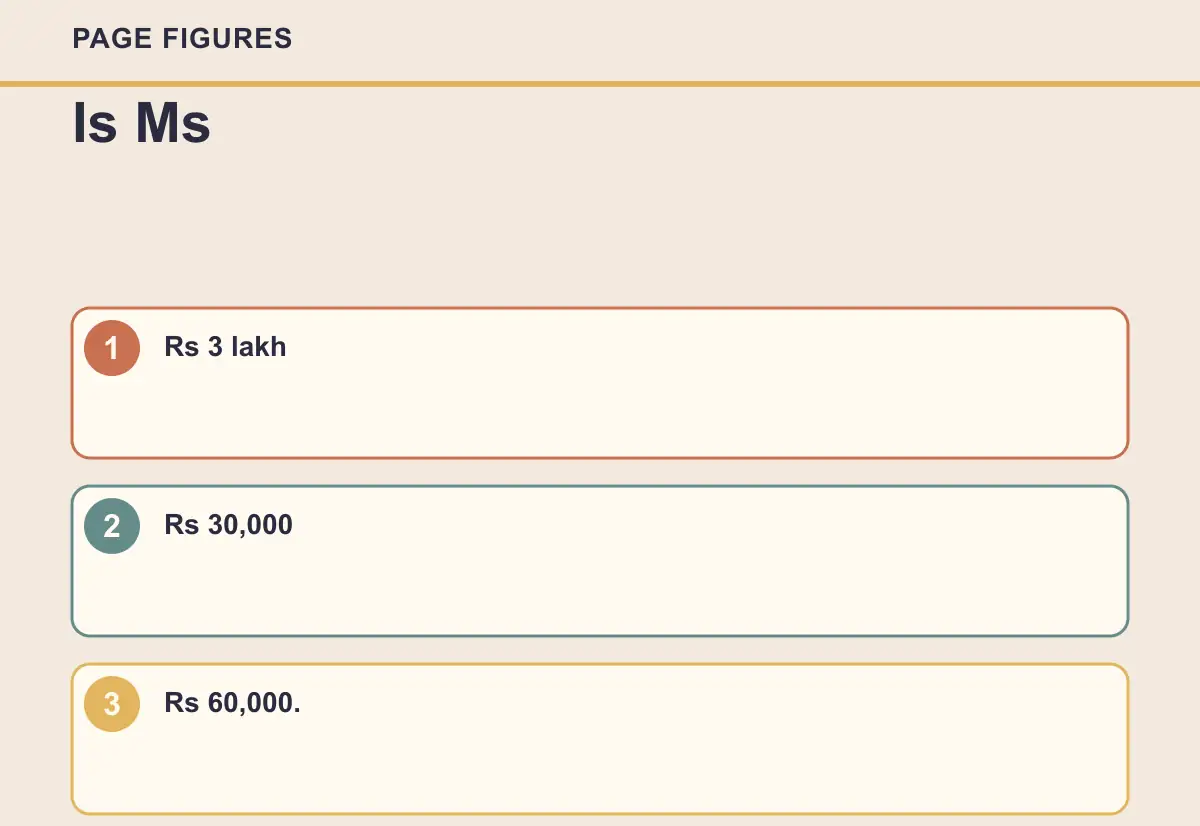 PAGE FIGURES
Is Ms
1 Rs 3 lakh
2 Rs 30,000
3 Rs 60,000.